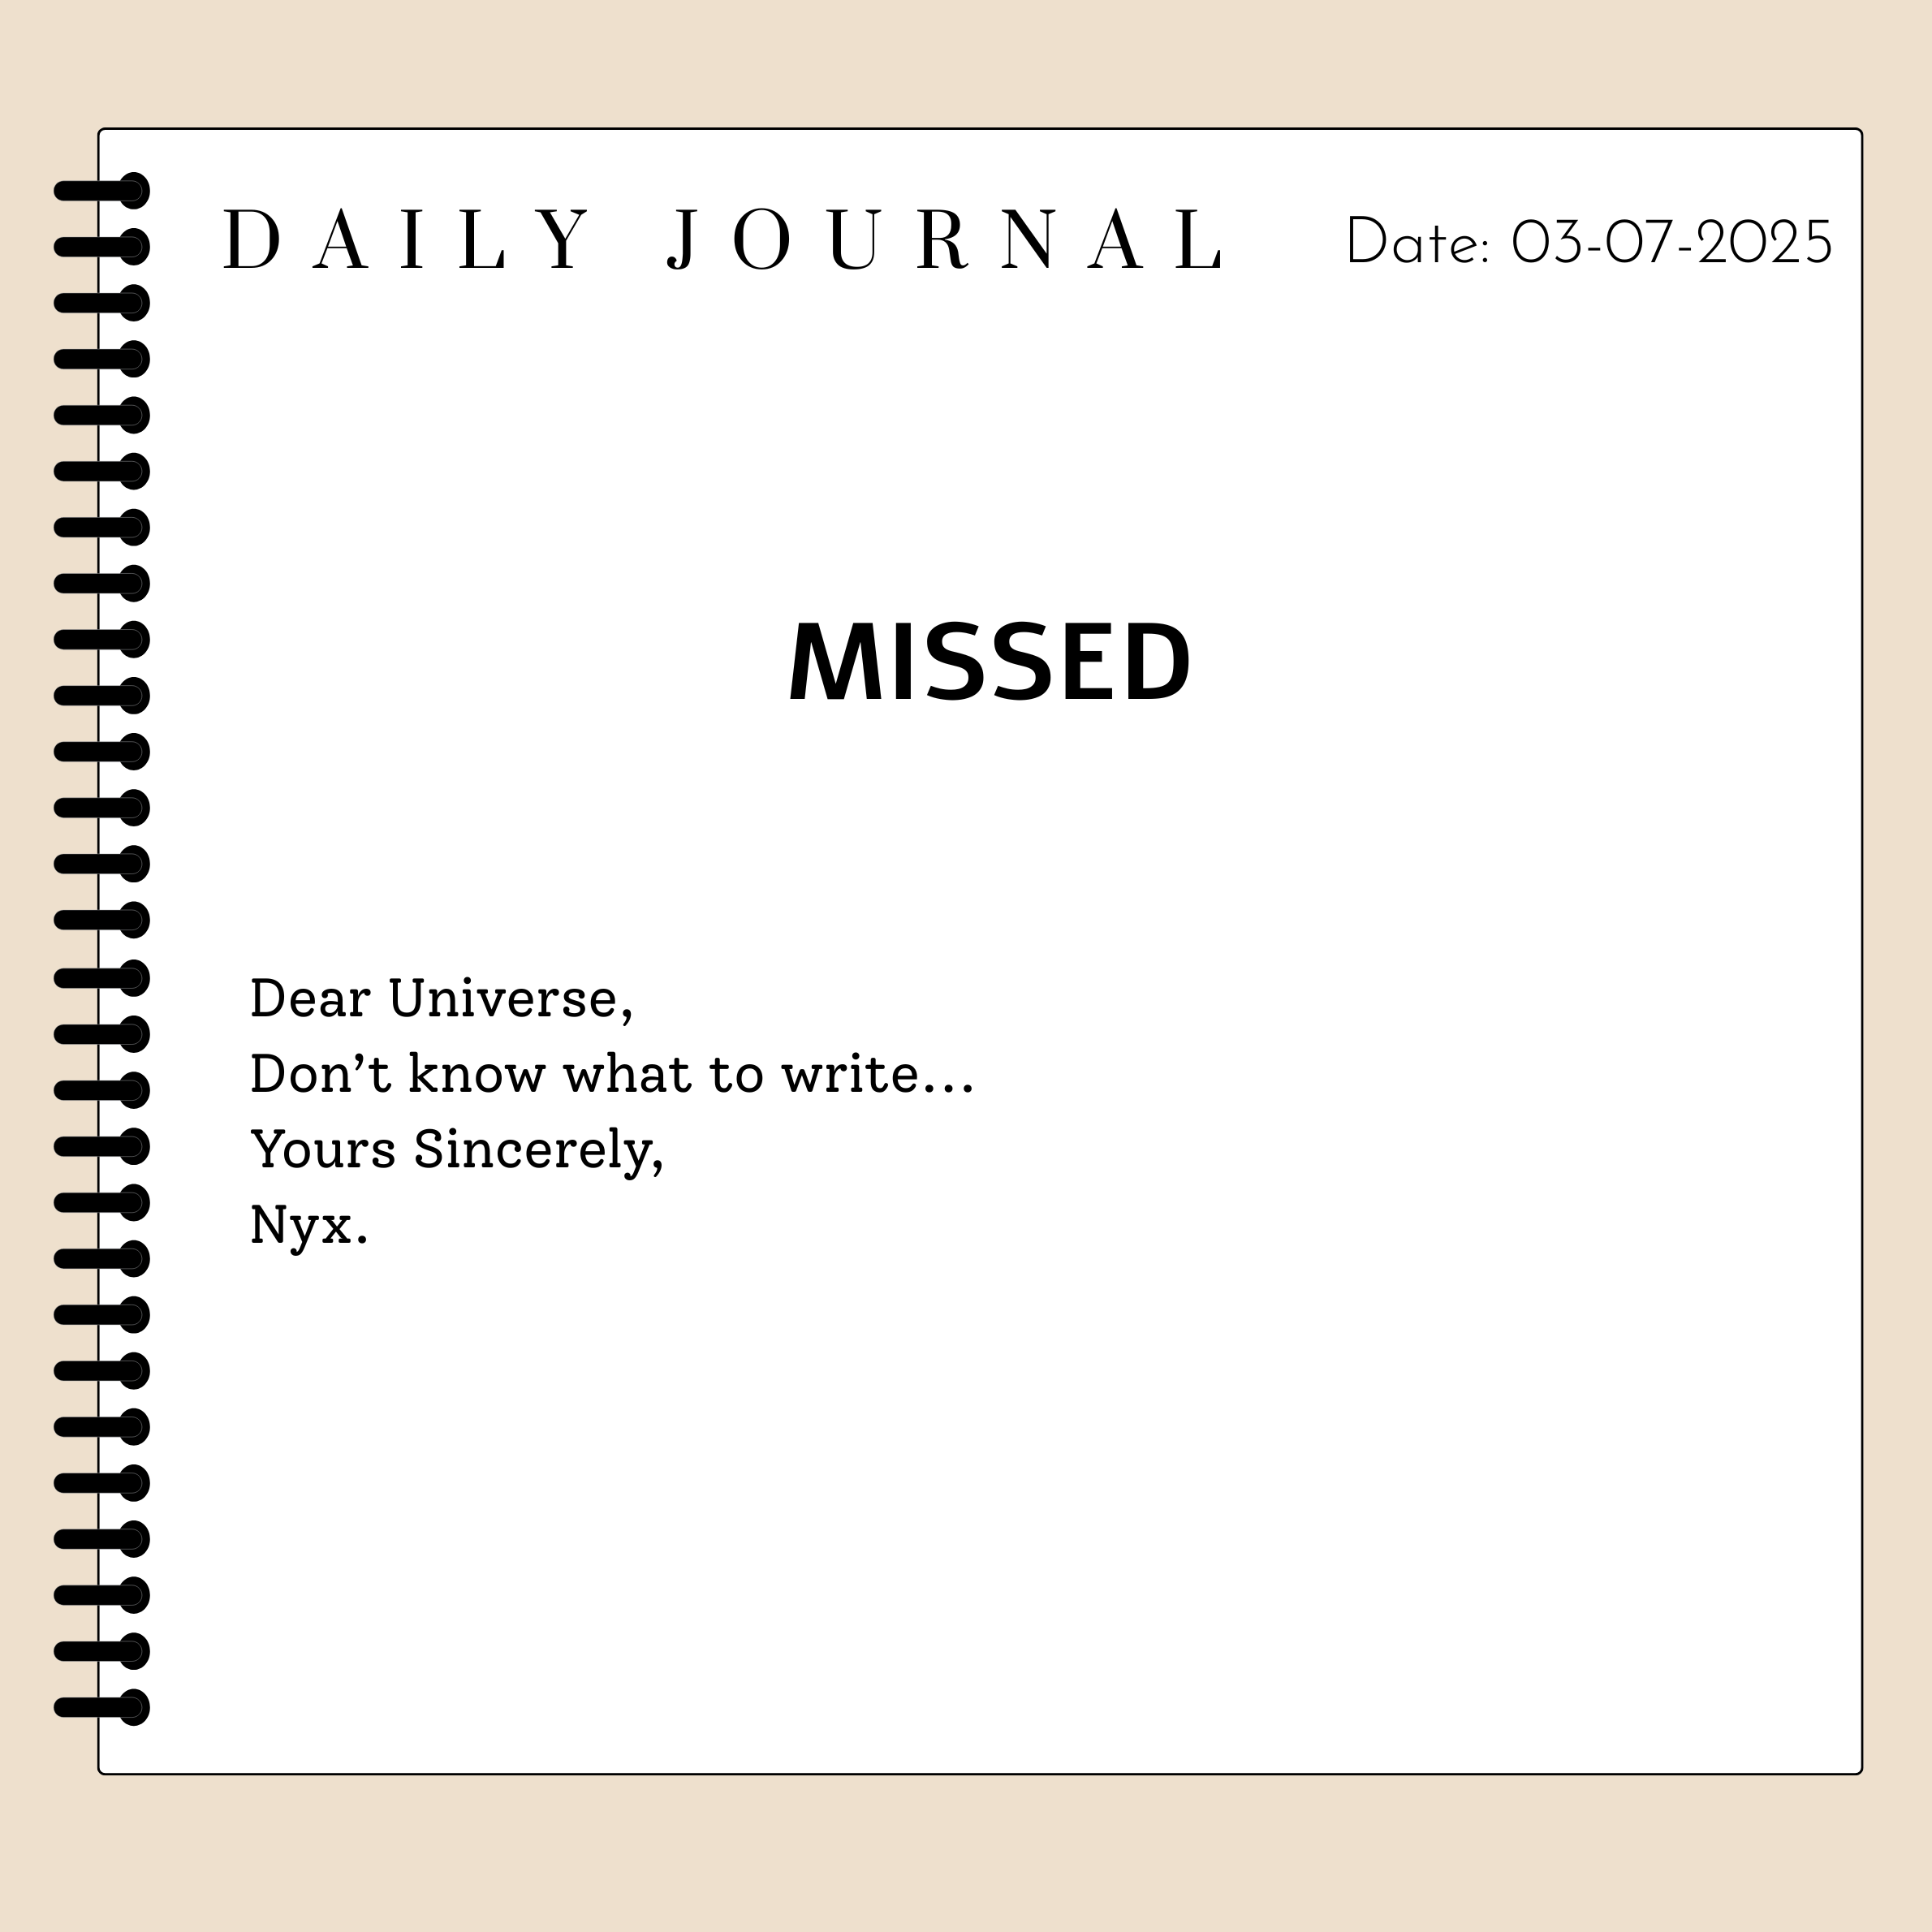 DAILY JOURNAL Date: 03-07-2025
MISSED
Dear Universe,
Don’t know what to write...
Yours Sincerely,
Nyx.